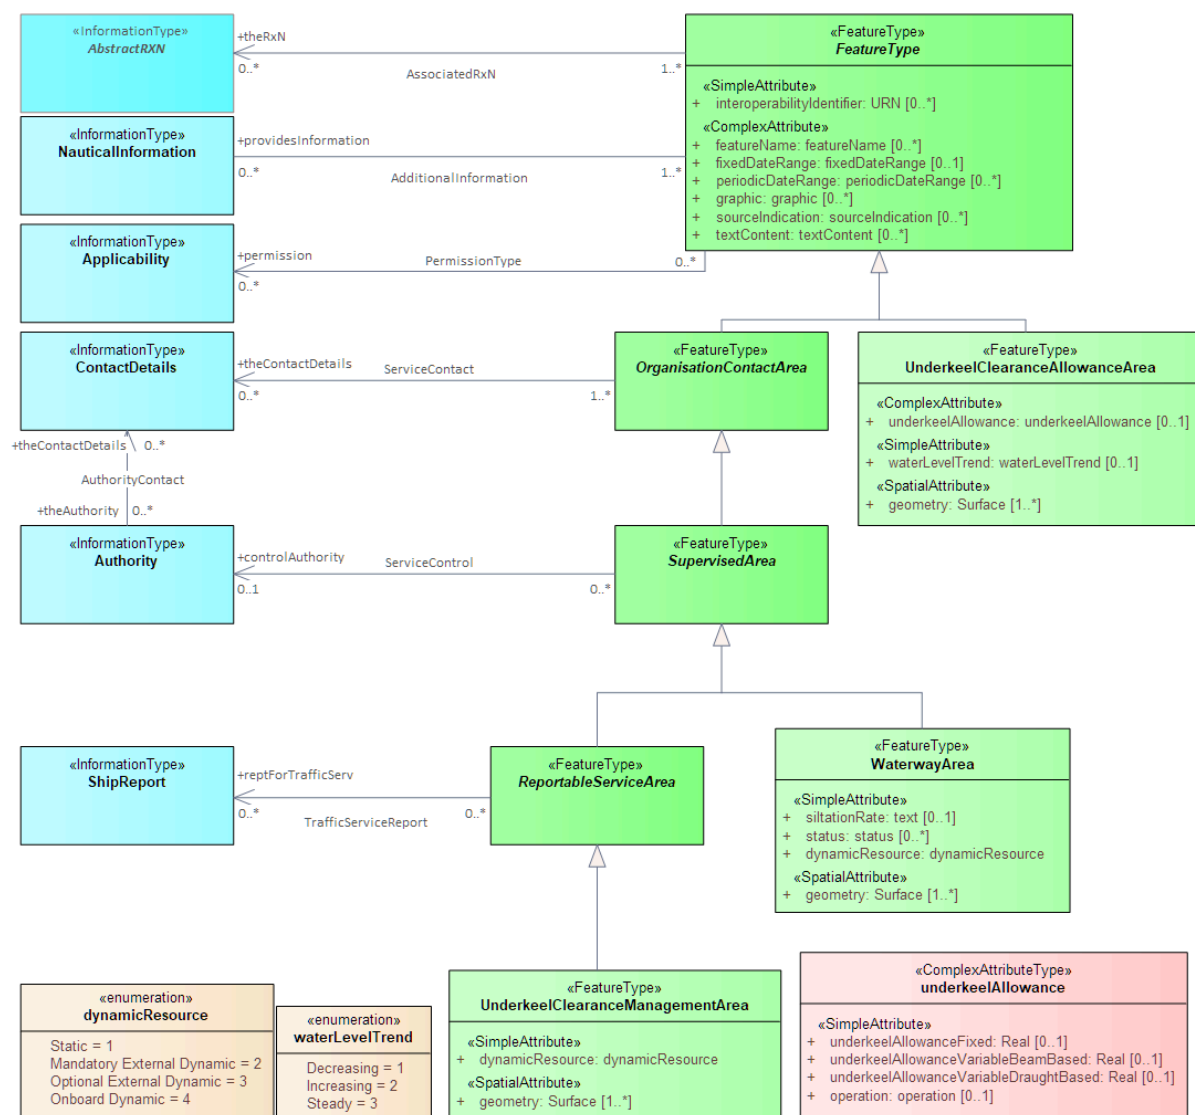 «InformationType»
AbstractRXN
+theRxN
0..*
AssociatedRxN
1..*
«FeatureType»
FeatureType
«SimpleAttribute»
+ interoperabilityIdentifier: URN [0..*]
«ComplexAttribute»
+ featureName: featureName [0..*]
+ fixedDateRange: fixedDateRange [0..1]
+ periodicDateRange: periodicDateRange [0..*]
+ graphic: graphic [0..*]
+ sourceIndication: sourceIndication [0..*]
+ textContent: textContent [0..*]
«InformationType»
NauticalInformation
+providesInformation
0..*
AdditionalInformation
1..*
«InformationType»
Applicability
+permission
0..*
PermissionType
0..*
«InformationType»
ContactDetails
+theContactDetails
0..*
ServiceContact
1..*
«FeatureType»
OrganisationContactArea
«FeatureType»
UnderkeelClearanceAllowanceArea
«ComplexAttribute»
+ underkeelAllowance: underkeelAllowance [0..1]
«SimpleAttribute»
+ waterLevelTrend: waterLevelTrend [0..1]
«SpatialAttribute»
+ geometry: Surface [1..*]
+theContactDetails 0..*
AuthorityContact
+theAuthority 0..*
«InformationType»
Authority
+controlAuthority
0..1
ServiceControl
0..*
«FeatureType»
SupervisedArea
«InformationType»
ShipReport
+reptForTrafficServ
0..*
TrafficServiceReport
0..*
«FeatureType»
ReportableServiceArea
«FeatureType»
WaterwayArea
«SimpleAttribute»
+ siltationRate: text [0..1]
+ status: status [0..*]
+ dynamicResource: dynamicResource
«SpatialAttribute»
+ geometry: Surface [1..*]
«enumeration»
dynamicResource
Static = 1
Mandatory External Dynamic = 2
Optional External Dynamic = 3
Onboard Dynamic = 4
«enumeration»
waterLevelTrend
Decreasing = 1
Increasing = 2
Steady = 3
«FeatureType»
UnderkeelClearanceManagementArea
«SimpleAttribute»
+ dynamicResource: dynamicResource
«SpatialAttribute»
+ geometry: Surface [1..*]
«ComplexAttributeType»
underkeelAllowance
«SimpleAttribute»
+ underkeelAllowanceFixed: Real [0..1]
+ underkeelAllowanceVariableBeamBased: Real [0..1]
+ underkeelAllowanceVariableDraughtBased: Real [0..1]
+ operation: operation [0..1]